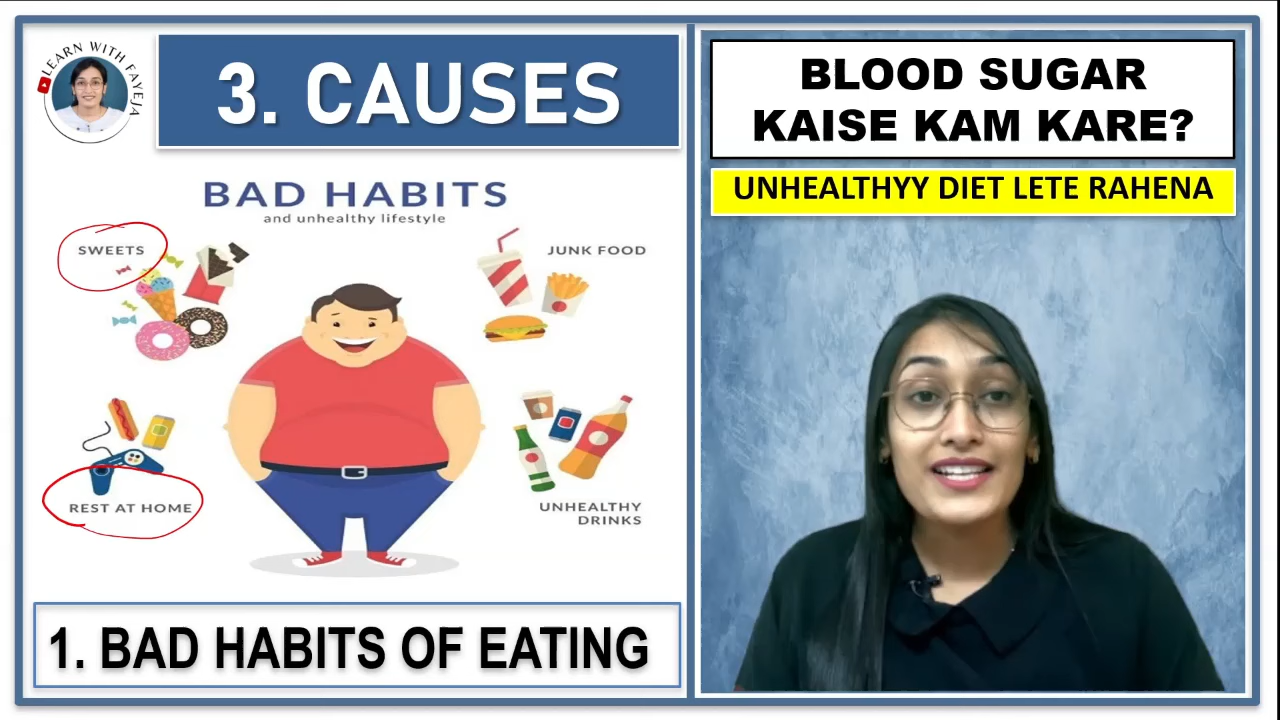 LEARN WITH FAYEJA
3. CAUSES
BAD HABITS
and unhealthy lifestyle
SWEETS
JUNK FOOD
REST AT HOME
UNHEALTHY
DRINKS
1. BAD HABITS OF EATING
BLOOD SUGAR
KAISE KAM KARE?
UNHEALTHYY DIET LETE RAHENA